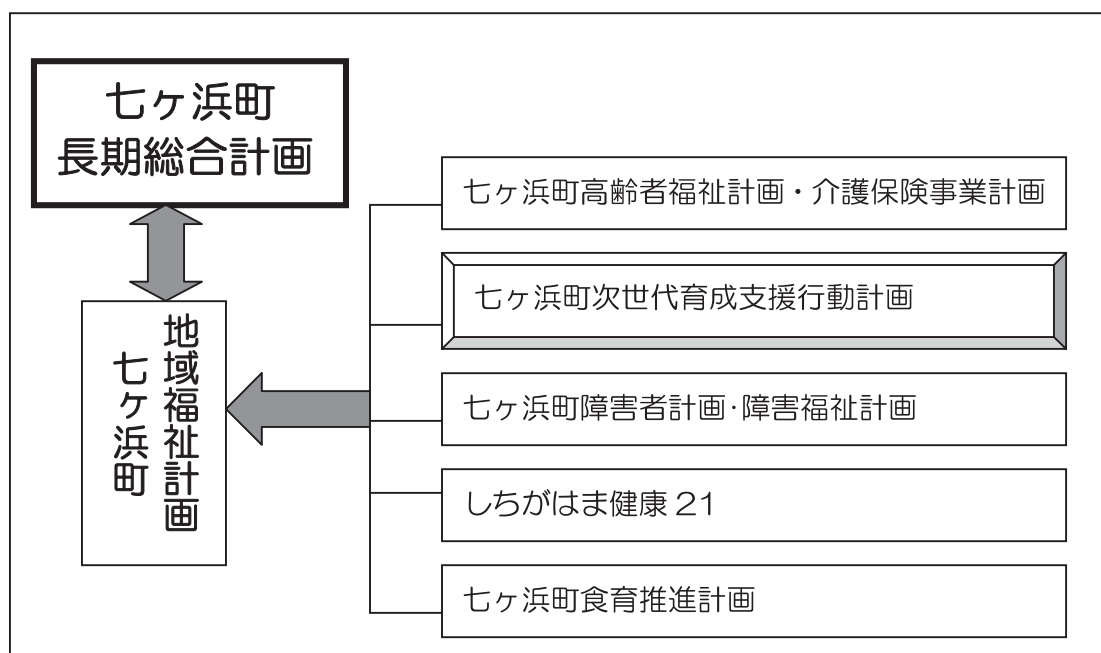 七ヶ浜町
長期総合計画
七ヶ浜町高齢者福祉計画・介護保険事業計画
七ヶ浜町次世代育成支援行動計画
地域福祉計画
七ヶ浜町
七ヶ浜町障害者計画・障害福祉計画
しちがはま健康 21
七ヶ浜町食育推進計画